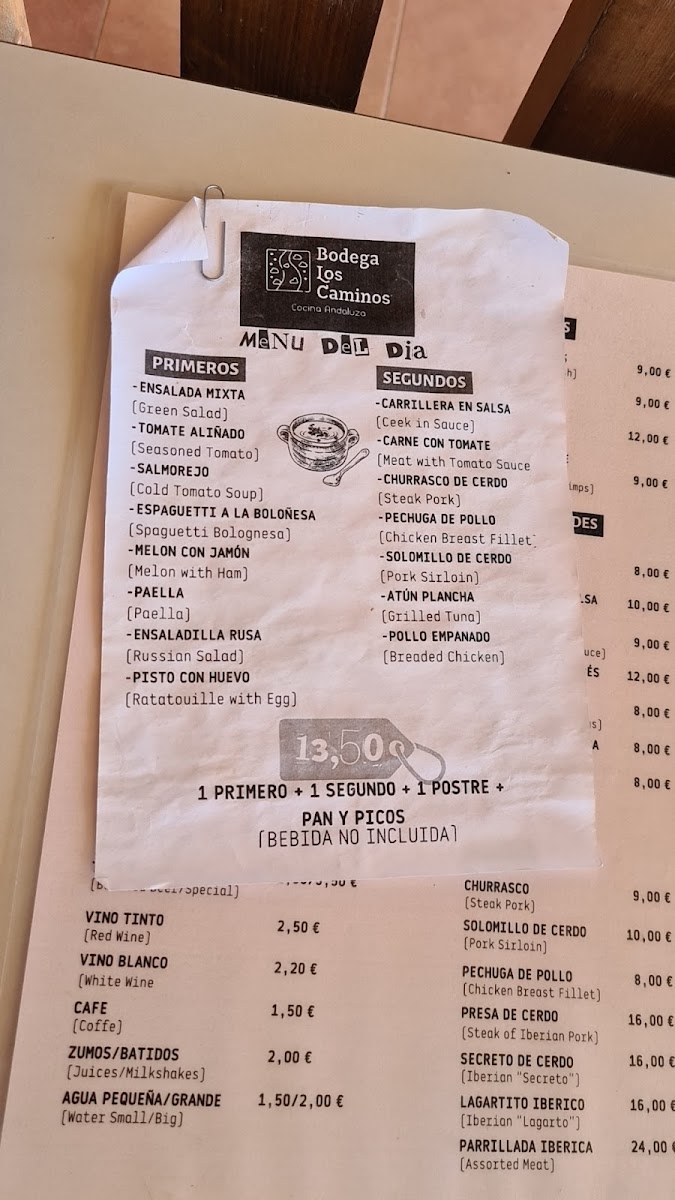 Bodega
Los
Caminos
Cocina Andaluza
MeNu DeL Dia
PRIMEROS
-ENSALADA MIXTA
(Green Salad)
-TOMATE ALIÑADO
(Seasoned Tomato)
-SALMOREJO
(Cold Tomato Soup)
-ESPAGUETTI A LA BOLOÑESA
(Spaguetti Bolognesa)
-MELON CON JAMÓN
(Melon with Ham)
-PAELLA
(Paella)
-ENSALADILLA RUSA
(Russian Salad)
-PISTO CON HUEVO
(Ratatouille with Egg)
SEGUNDOS
-CARRILLERA EN SALSA
(Ceek in Sauce)
-CARNE CON TOMATE
(Meat with Tomato Sauce
-CHURRASCO DE CERDO
(Steak Pork)
-PECHUGA DE POLLO
(Chicken Breast Fillet)
-SOLOMILLO DE CERDO
(Pork Sirloin)
-ATÚN PLANCHA
(Grilled Tuna)
-POLLO EMPANADO
(Breaded Chicken)
13,50
1 PRIMERO + 1 SEGUNDO + 1 POSTRE +
PAN Y PICOS
(BEBIDA NO INCLUIDA)
S
h)
9,00 €
9,00 €
12,00 €
imps)
9,00 €
DES
8,00 €
LSA
10,00 €
uce)
9,00 €
ÉS
12,00 €
s)
8,00 €
A
8,00 €
8,00 €
Beer/Special)
VINO TINTO
2,50 €
(Red Wine)
VINO BLANCO
2,20 €
(White Wine
CAFE
1,50 €
(Coffe)
ZUMOS/BATIDOS
2,00 €
(Juices/Milkshakes)
AGUA PEQUEÑA/GRANDE
1,50/2,00 €
(Water Small/Big)
CHURRASCO
9,00 €
(Steak Pork)
SOLOMILLO DE CERDO
10,00 €
(Pork Sirloin)
PECHUGA DE POLLO
8,00 €
(Chicken Breast Fillet)
PRESA DE CERDO
16,00 €
(Steak of Iberian Pork)
SECRETO DE CERDO
16,00 €
(Iberian "Secreto")
LAGARTITO IBERICO
16,00 €
(Iberian "Lagarto")
PARRILLADA IBERICA
24,00 €
(Assorted Meat)